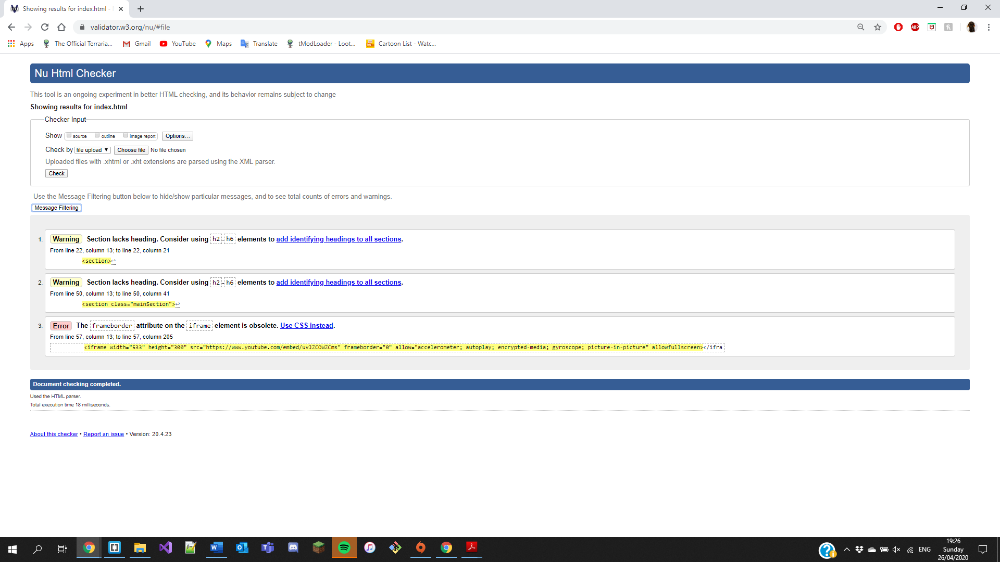 Showing results for index.html -
validator.w3.org/nu/#file
ABP
Apps The Official Terraria... Gmail YouTube Maps Translate tModLoader - Loot... Cartoon List - Watc...
Nu Html Checker
This tool is an ongoing experiment in better HTML checking, and its behavior remains subject to change
Showing results for index.html
Checker Input
Show source outline image report Options...
Check by file upload Choose file No file chosen
Uploaded files with .xhtml or .xht extensions are parsed using the XML parser.
Check
Use the Message Filtering button below to hide/show particular messages, and to see total counts of errors and warnings.
Message Filtering
1. Warning Section lacks heading. Consider using h2-h6 elements to add identifying headings to all sections.
From line 22, column 13; to line 22, column 21
<section>↩
2. Warning Section lacks heading. Consider using h2-h6 elements to add identifying headings to all sections.
From line 50, column 13; to line 50, column 41
<section class="mainSection">↩
3. Error The frameborder attribute on the iframe element is obsolete. Use CSS instead.
From line 57, column 13; to line 57, column 205
<iframe width="533" height="300" src="https://www.youtube.com/embed/uvJZCOWZCms" frameborder="0" allow="accelerometer; autoplay; encrypted-media; gyroscope; picture-in-picture" allowfullscreen></ifra
Document checking completed.
Used the HTML parser.
Total execution time 18 milliseconds.
About this checker • Report an issue • Version: 20.4.23
ENG
19:26
Sunday
26/04/2020